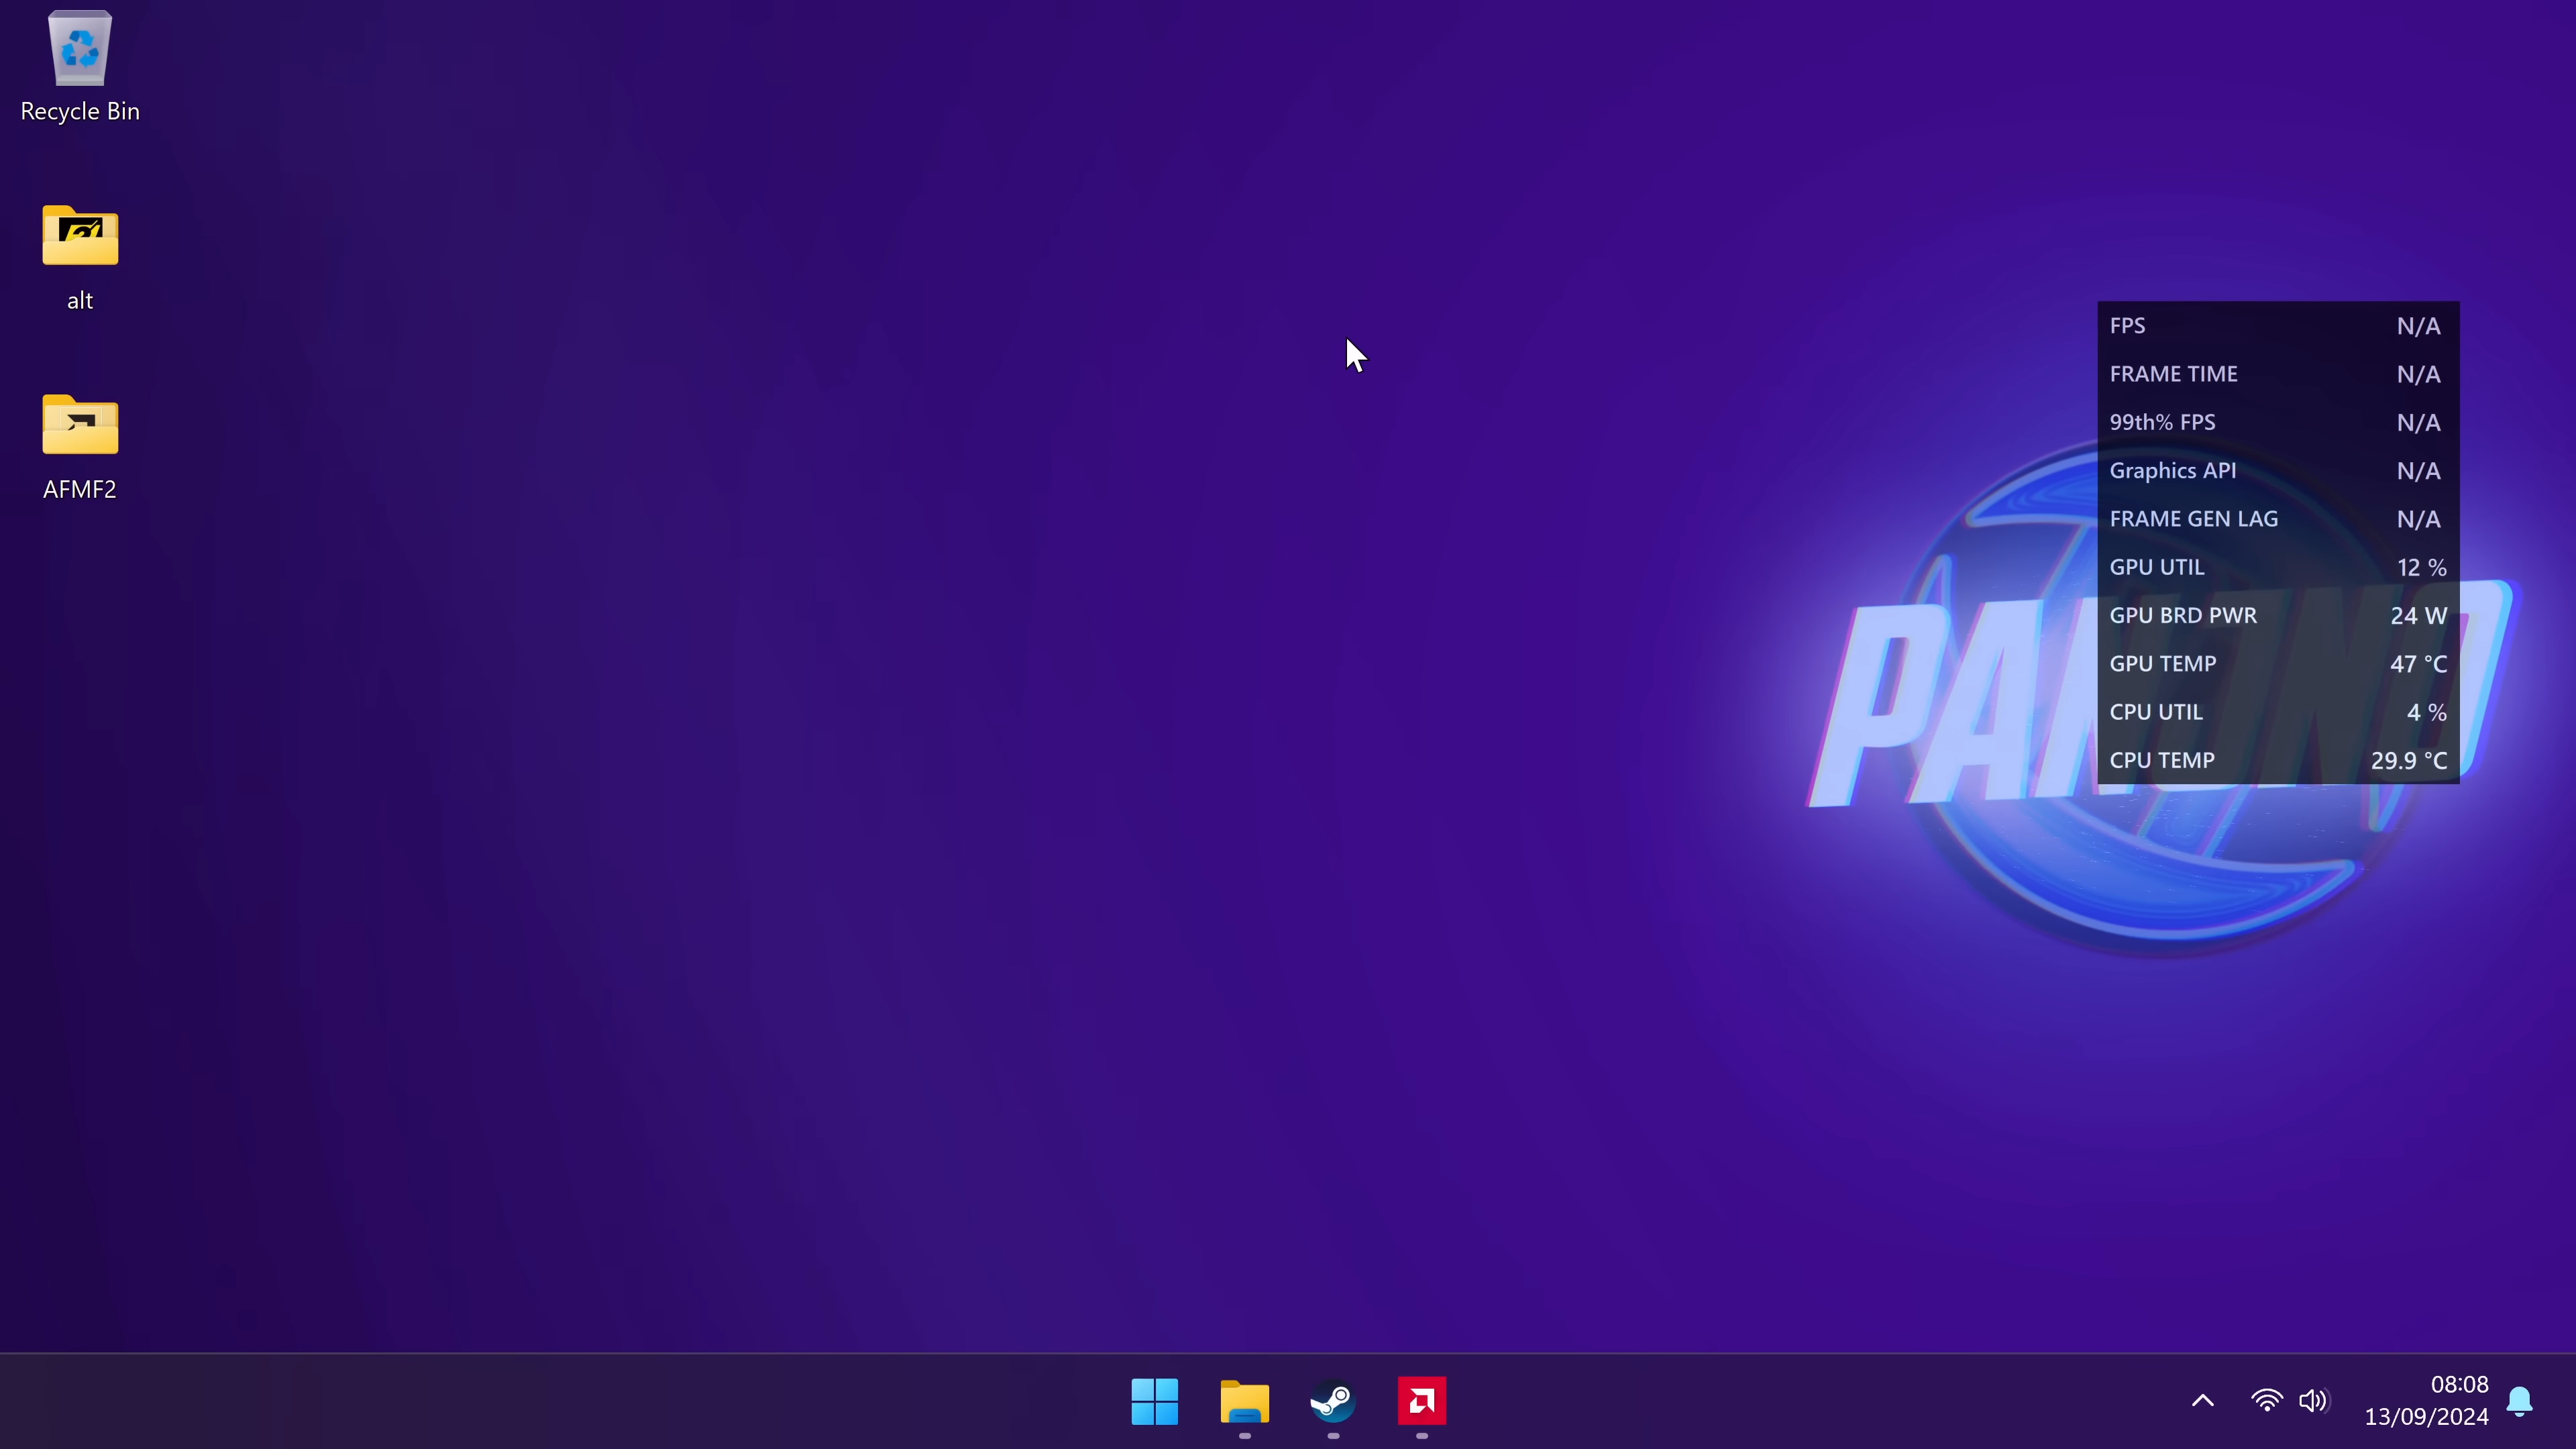 Recycle Bin
alt
AFMF2
FPS N/A
FRAME TIME N/A
99th% FPS N/A
Graphics API N/A
FRAME GEN LAG N/A
GPU UTIL 12 %
GPU BRD PWR 24 W
GPU TEMP 47 °C
CPU UTIL 4 %
CPU TEMP 29.9 °C
08:08
13/09/2024